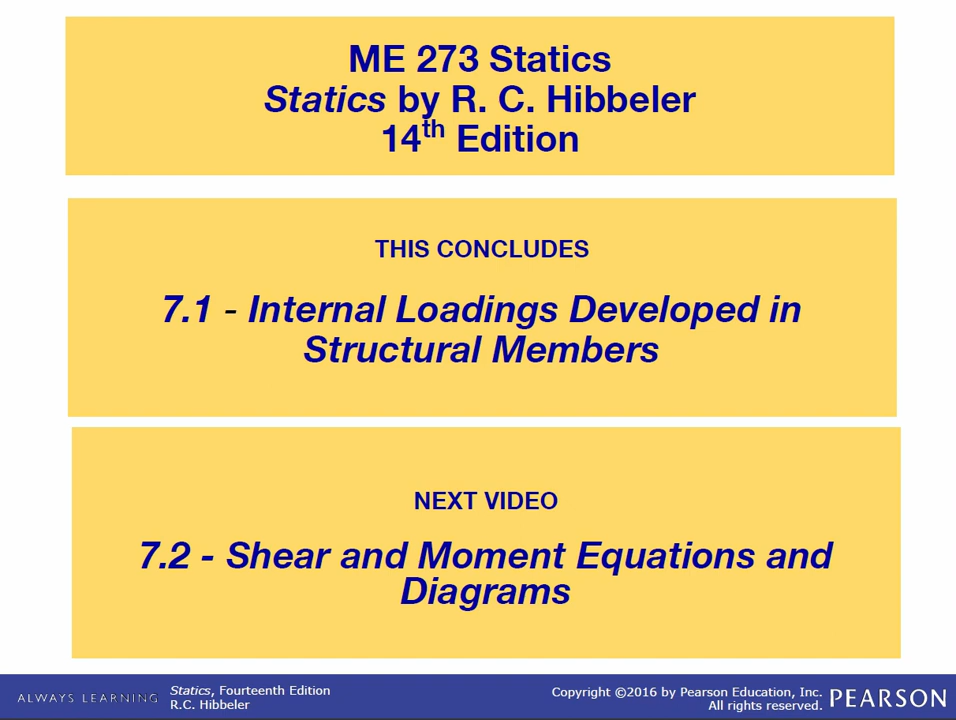 ME 273 Statics
Statics by R. C. Hibbeler
14th Edition
THIS CONCLUDES
7.1 - Internal Loadings Developed in
Structural Members
NEXT VIDEO
7.2 - Shear and Moment Equations and
Diagrams
ALWAYS LEARNING
Statics, Fourteenth Edition
R.C. Hibbeler
Copyright ©2016 by Pearson Education, Inc.
All rights reserved.
PEARSON